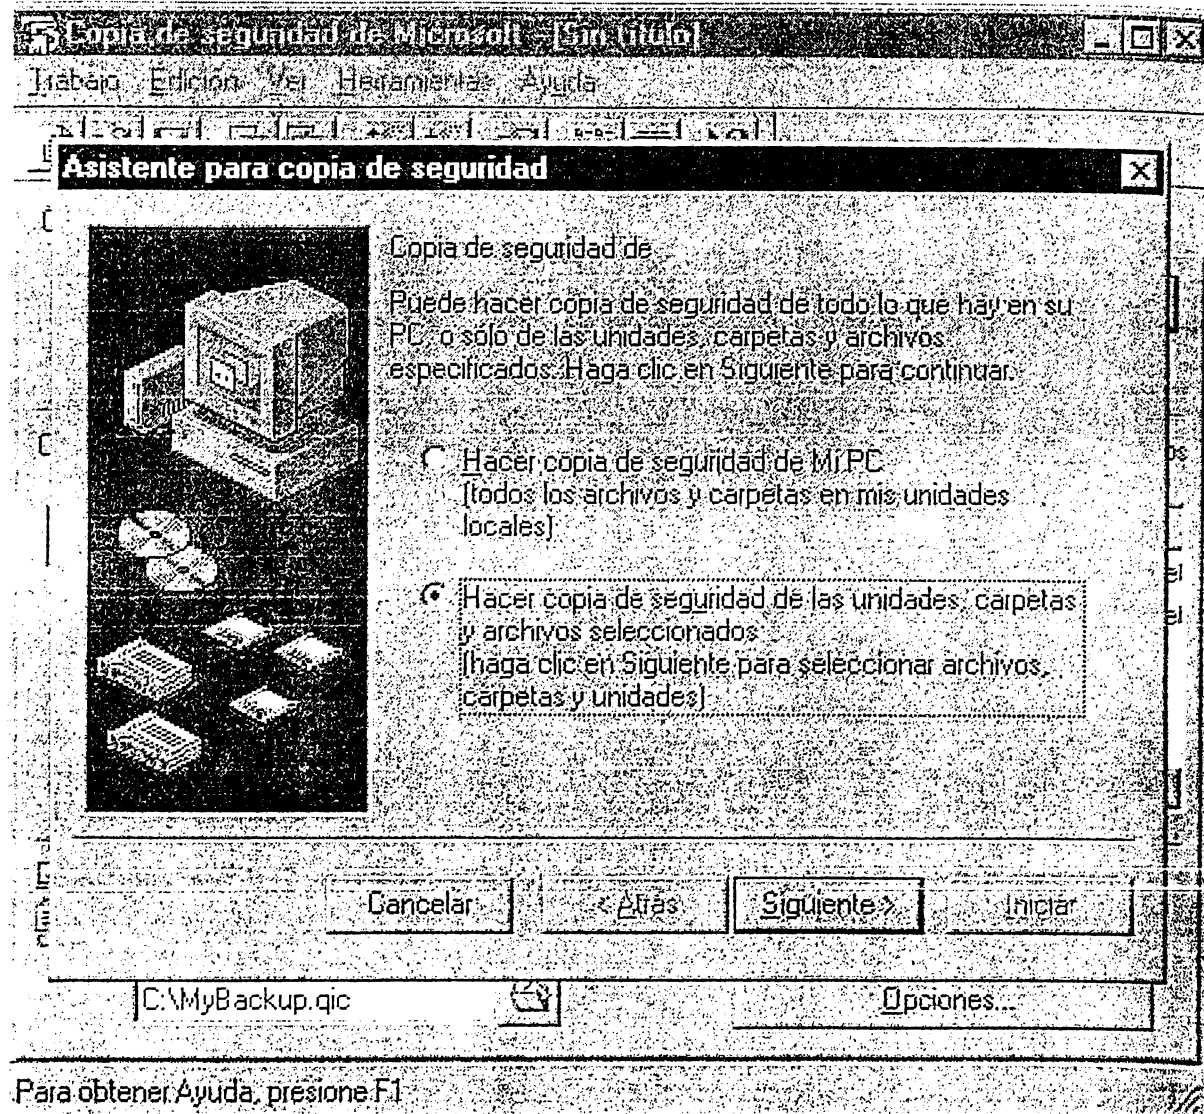 Copia de seguridad de Microsoft - [Sin título]
Trabajo Edición Ver Herramientas Ayuda
Asistente para copia de seguridad
Copia de seguridad de
Puede hacer copia de seguridad de todo lo que hay en su
PC, o sólo de las unidades, carpetas y archivos
especificados. Haga clic en Siguiente para continuar.
Hacer copia de seguridad de Mi PC
(todos los archivos y carpetas en mis unidades
locales)
Hacer copia de seguridad de las unidades, carpetas
y archivos seleccionados
(haga clic en Siguiente para seleccionar archivos,
carpetas y unidades)
Cancelar < Atrás Siguiente > Iniciar
C:\MyBackup.qic Opciones...
Para obtener Ayuda, presione F1